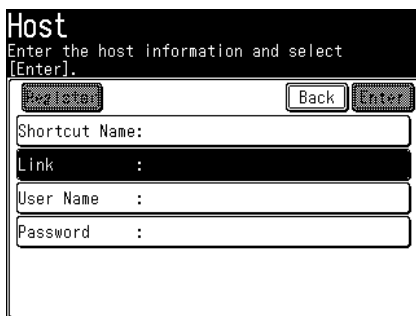 Host
Enter the host information and select
[Enter].
Register Back Enter
Shortcut Name:
Link :
User Name :
Password :